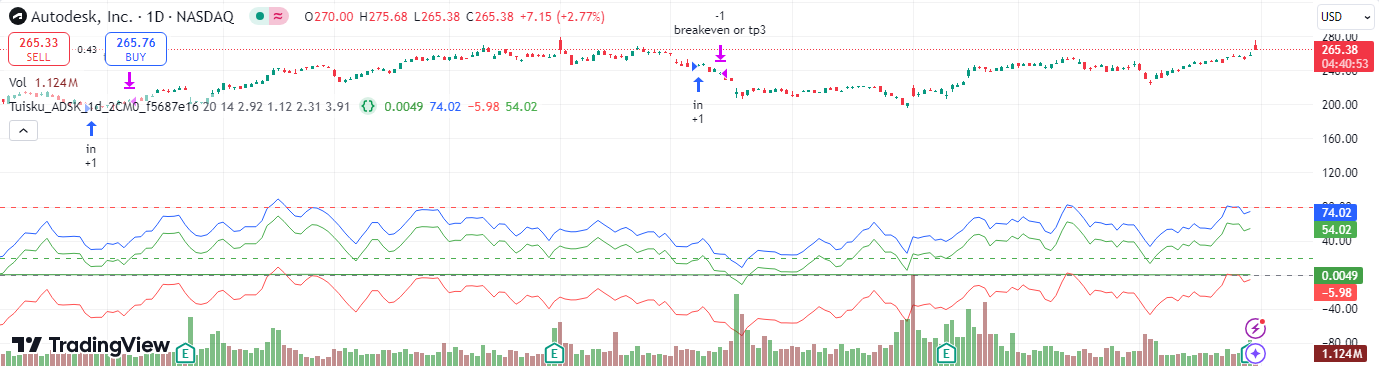 Autodesk, Inc. · 1D · NASDAQ O270.00 H275.68 L265.38 C265.38 +7.15 (+2.77%)
USD
265.33
SELL
0.43
265.76
BUY
Vol 1.124M
Tuisku_ADSK_1d_2CM0_f5687e16 20 14 2.92 1.12 2.31 3.91 {} 0.0049 74.02 −5.98 54.02
in
+1
-1
breakeven or tp3
in
+1
280.00
265.38
04:40:53
240.00
200.00
160.00
120.00
80.00
74.02
54.02
40.00
0.0049
−5.98
−40.00
−80.00
1.124M
TradingView
E
E
E